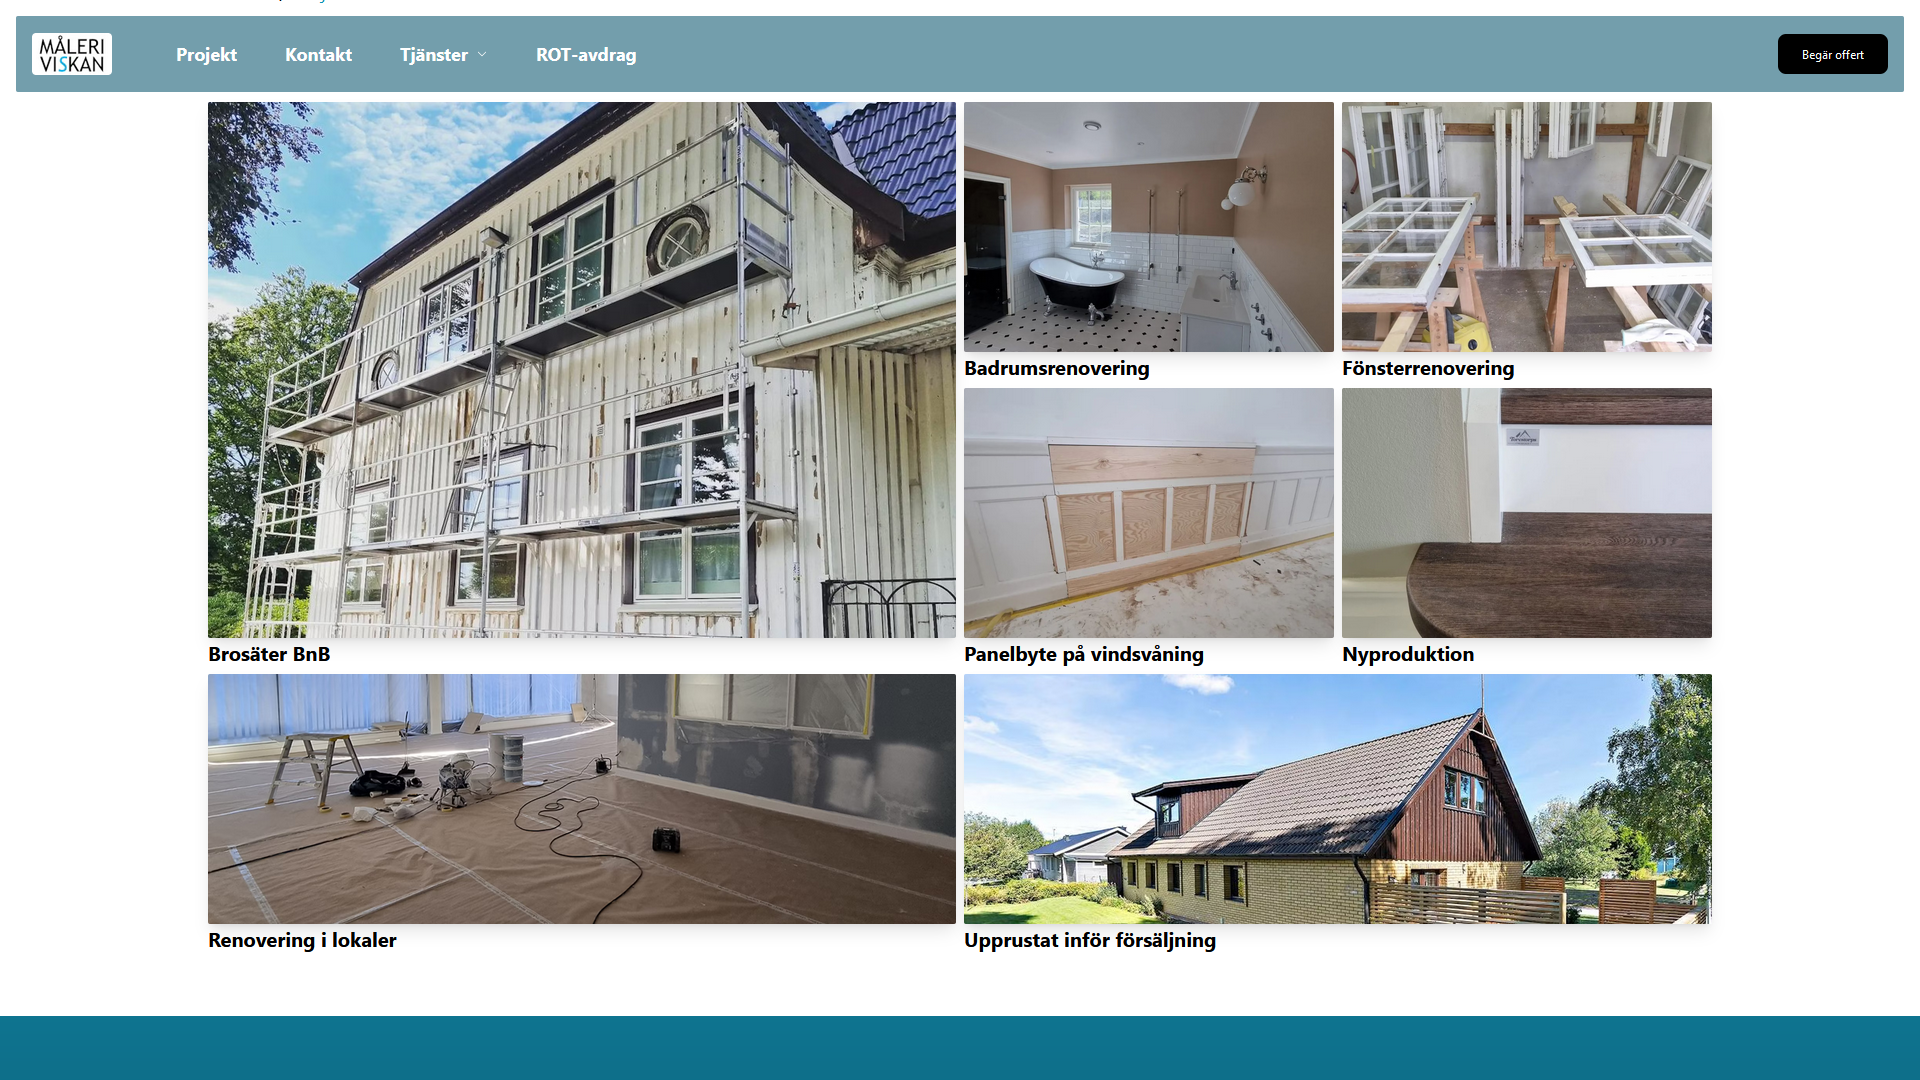 MÅLERI
VISKAN
Projekt
Kontakt
Tjänster
ROT-avdrag
Begär offert
Badrumsrenovering
Fönsterrenovering
Brosäter BnB
Panelbyte på vindsvåning
Nyproduktion
Renovering i lokaler
Upprustat inför försäljning